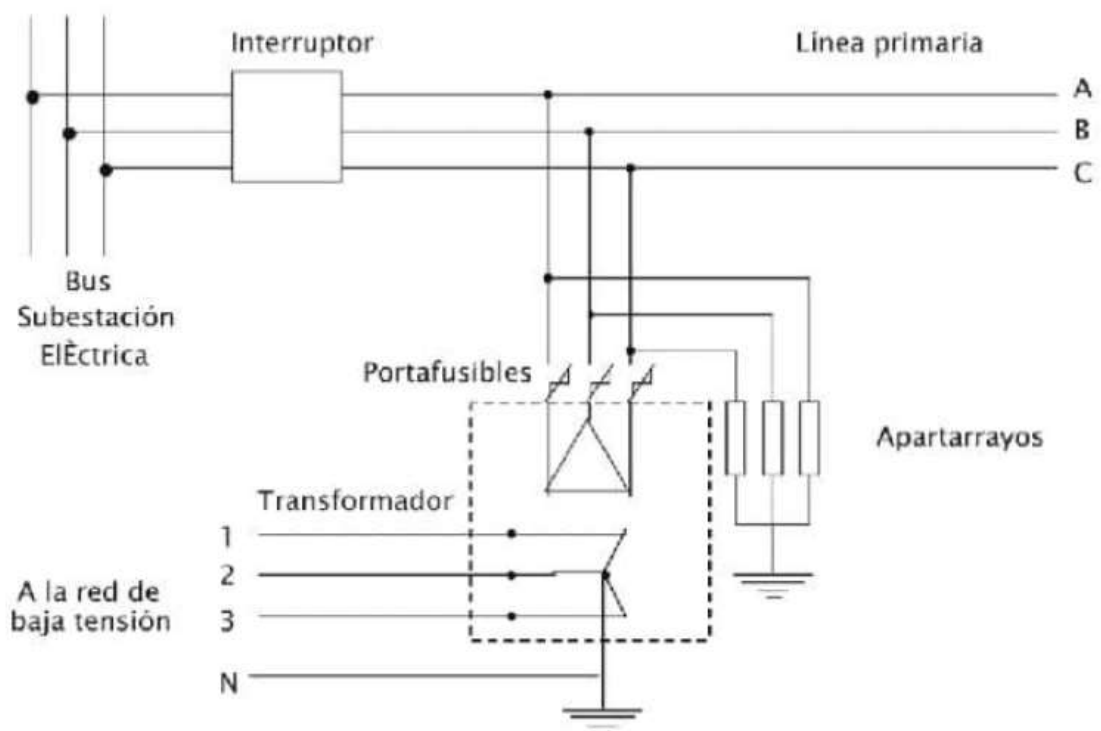 Interruptor
Línea primaria
A
B
C
Bus
Subestación
ElÈctrica
Portafusibles
Apartarrayos
Transformador
1
2
3
A la red de
baja tensión
N